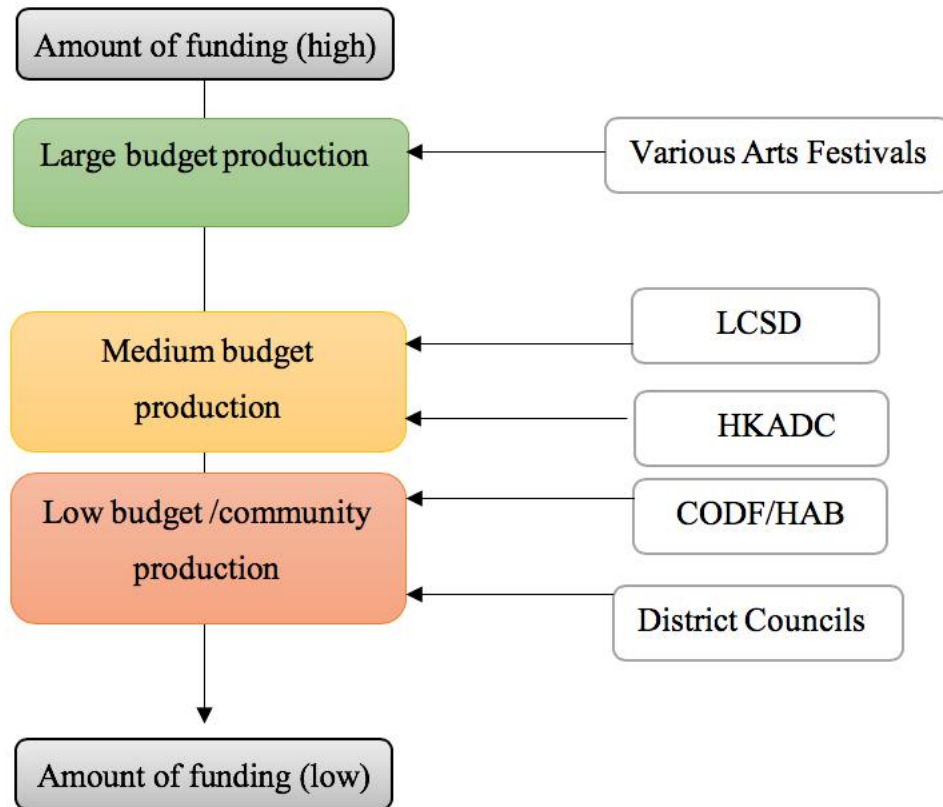 Amount of funding (high)
Large budget production
Various Arts Festivals
LCSD
Medium budget
production
HKADC
Low budget /community
production
CODF/HAB
District Councils
Amount of funding (low)